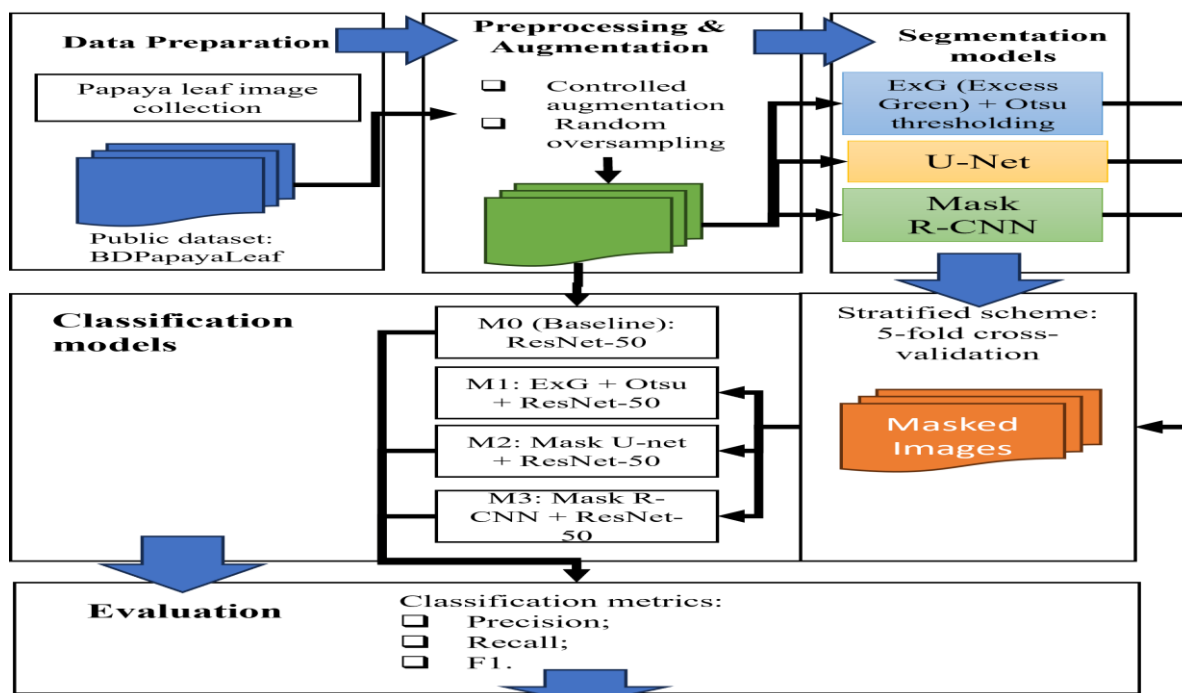 Data Preparation
Papaya leaf image
collection
Public dataset:
BDPapayaLeaf
Preprocessing &
Augmentation
❑ Controlled
augmentation
❑ Random
oversampling
Segmentation
models
ExG (Excess
Green) + Otsu
thresholding
U-Net
Mask
R-CNN
Classification
models
M0 (Baseline):
ResNet-50
M1: ExG + Otsu
+ ResNet-50
M2: Mask U-net
+ ResNet-50
M3: Mask R-
CNN + ResNet-
50
Stratified scheme:
5-fold cross-
validation
Masked
Images
Evaluation
Classification metrics:
❑ Precision;
❑ Recall;
❑ F1.